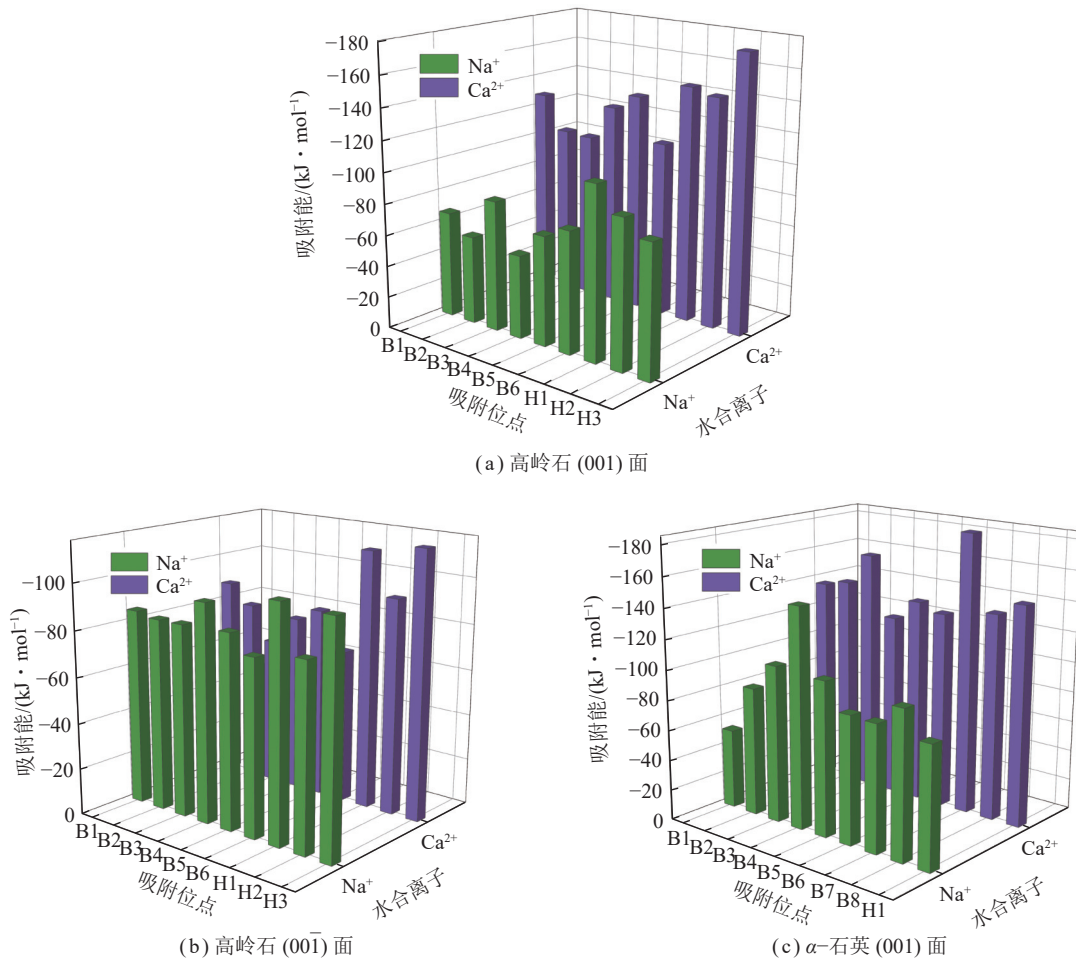 −180
−160
−140
−120
−100
−80
−60
−40
−20
0
吸附能/(kJ・mol⁻¹)
Na⁺
Ca²⁺
B1
B2
B3
B4
B5
B6
H1
H2
H3
吸附位点
Na⁺
Ca²⁺
水合离子
(a) 高岭石 (001) 面
−100
−80
−60
−40
−20
0
吸附能/(kJ・mol⁻¹)
Na⁺
Ca²⁺
B1
B2
B3
B4
B5
B6
H1
H2
H3
吸附位点
Na⁺
Ca²⁺
水合离子
(b) 高岭石 (001̅) 面
−180
−160
−140
−120
−100
−80
−60
−40
−20
0
吸附能/(kJ・mol⁻¹)
Na⁺
Ca²⁺
B1
B2
B3
B4
B5
B6
B7
B8
H1
吸附位点
Na⁺
Ca²⁺
水合离子
(c) α−石英 (001) 面